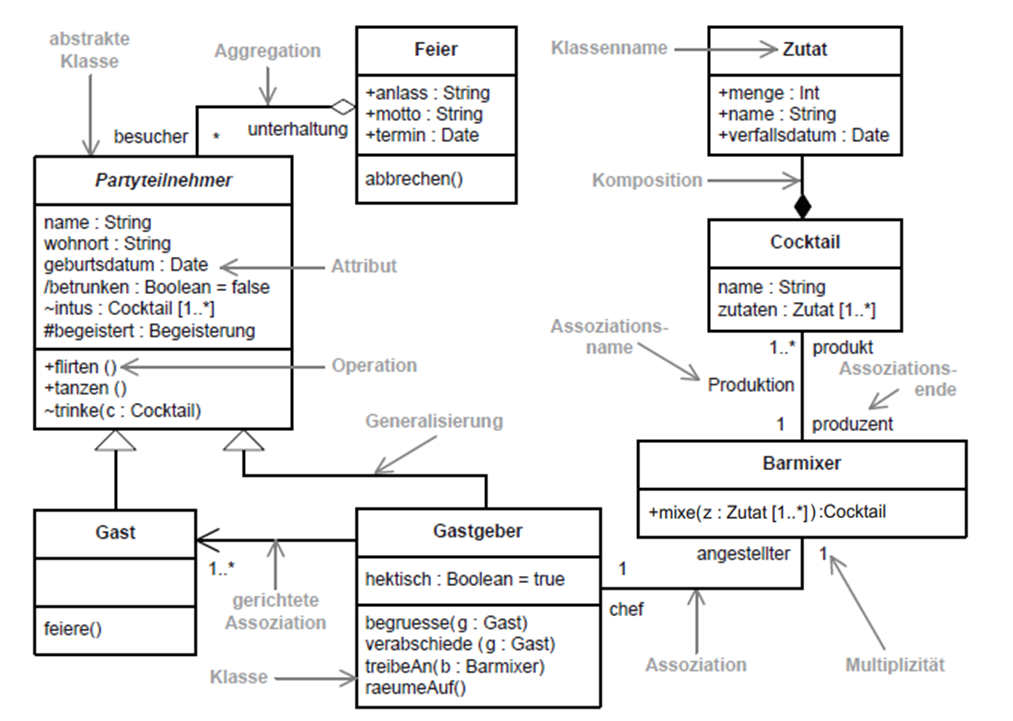 abstrakte
Klasse
Aggregation
Feier
+anlass : String
+motto : String
+termin : Date
abbrechen()
besucher
*
unterhaltung
Klassenname
Zutat
+menge : Int
+name : String
+verfallsdatum : Date
Komposition
Partyteilnehmer
name : String
wohnort : String
geburtsdatum : Date
/betrunken : Boolean = false
~intus : Cocktail [1..*]
#begeistert : Begeisterung
+flirten ()
+tanzen ()
~trinke(c : Cocktail)
Attribut
Operation
Cocktail
name : String
zutaten : Zutat [1..*]
Assoziations-
name
1..*
produkt
Produktion
Assoziations-
ende
1
produzent
Generalisierung
Barmixer
+mixe(z : Zutat [1..*] ) :Cocktail
Gast
feiere()
1..*
gerichtete
Assoziation
Gastgeber
hektisch : Boolean = true
begruesse(g : Gast)
verabschiede (g : Gast)
treibeAn(b : Barmixer)
raeumeAuf()
Klasse
angestellter
1
1
chef
Assoziation
Multiplizität